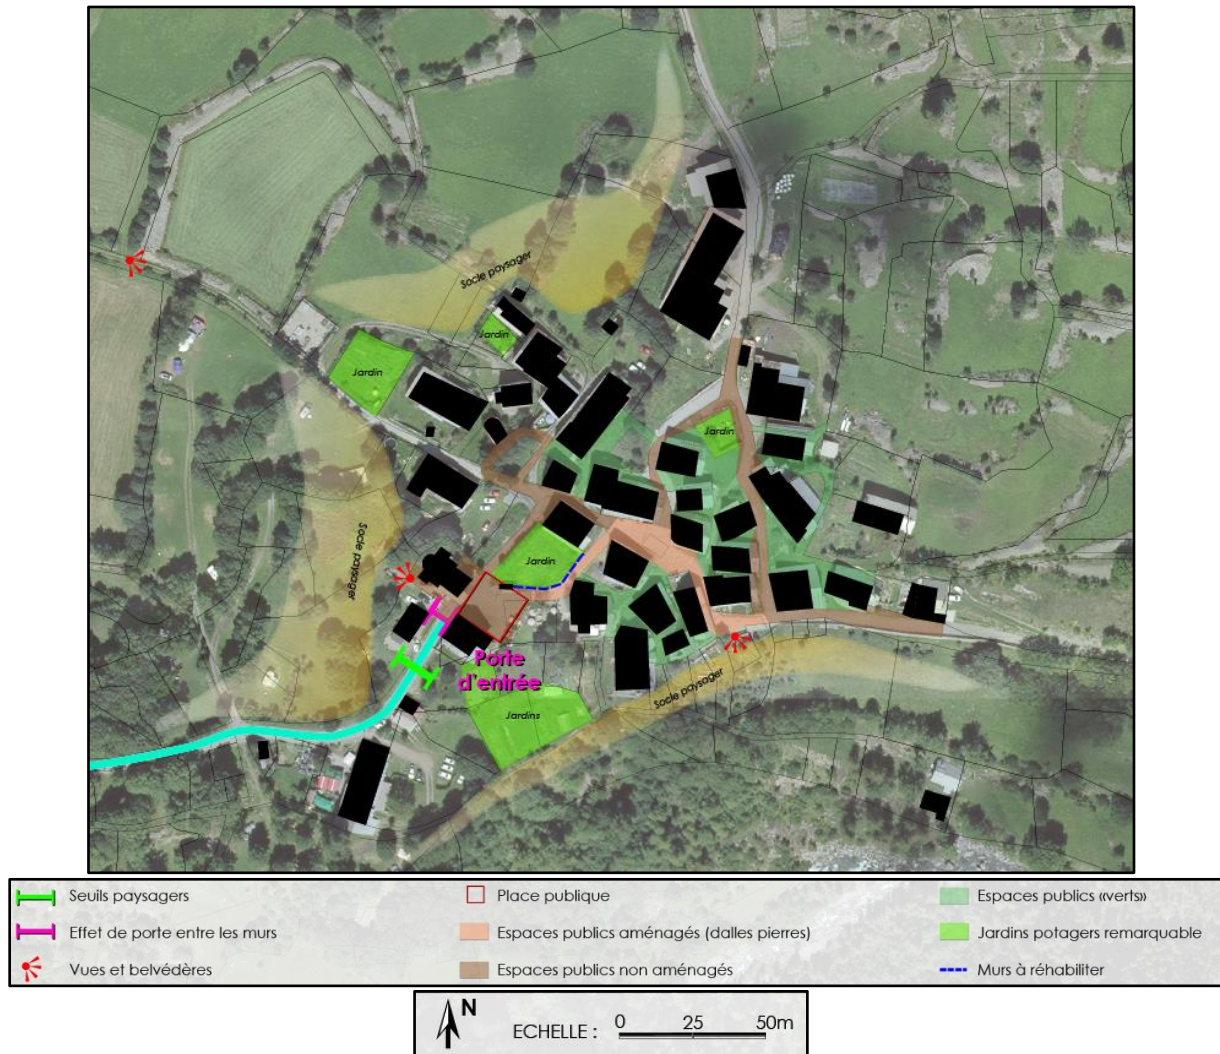 Socle paysager
Jardin
Jardin
Jardin
Socle paysager
Jardin
Porte
d'entrée
Socle paysager
Jardins
Seuils paysagers
Place publique
Espaces publics «verts»
Effet de porte entre les murs
Espaces publics aménagés (dalles pierres)
Jardins potagers remarquable
Vues et belvédères
Espaces publics non aménagés
Murs à réhabiliter
N
ECHELLE : 0 25 50m